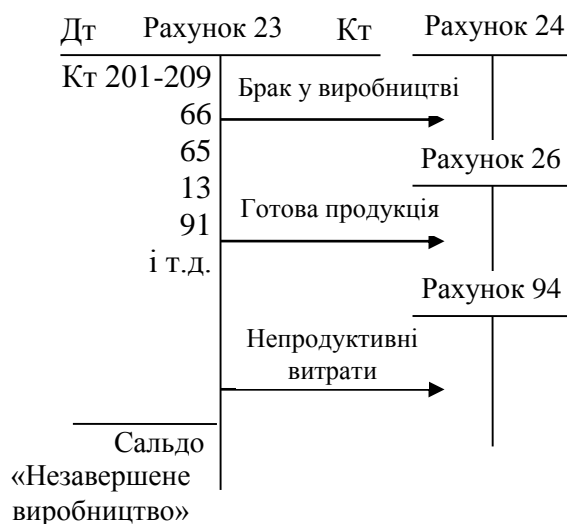 Дт Рахунок 23 Кт Рахунок 24
Кт 201-209
Брак у виробництві
66
65
Рахунок 26
13
91
Готова продукція
і т.д.
Рахунок 94
Непродуктивні
витрати
Сальдо
«Незавершене
виробництво»